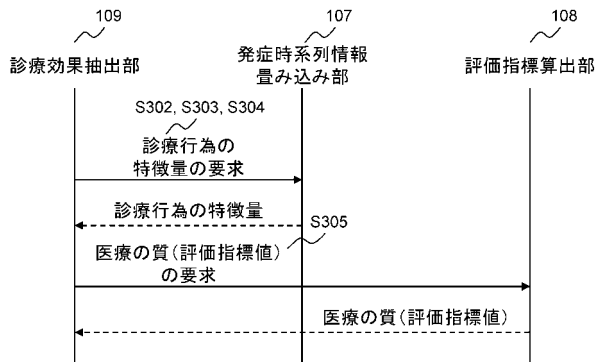 109
107
108
診療効果抽出部
発症時系列情報
畳み込み部
評価指標算出部
S302, S303, S304
診療行為の
特徴量の要求
診療行為の特徴量
S305
医療の質(評価指標値)
の要求
医療の質(評価指標値)